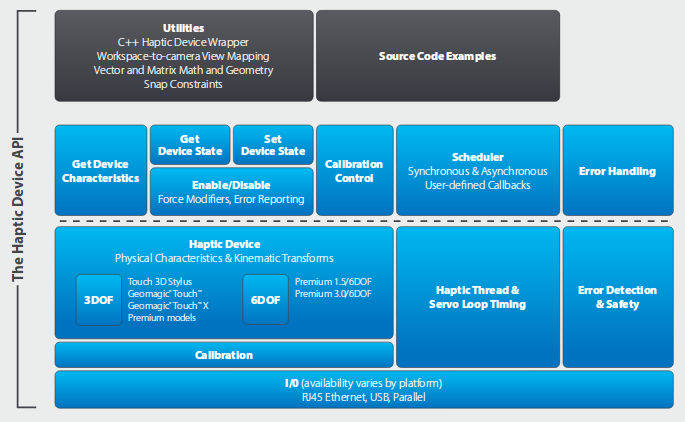 The Haptic Device API
Utilities
C++ Haptic Device Wrapper
Workspace-to-camera View Mapping
Vector and Matrix Math and Geometry
Snap Constraints
Source Code Examples
Get Device
Characteristics
Get
Device State
Set
Device State
Enable/Disable
Force Modifiers, Error Reporting
Calibration
Control
Scheduler
Synchronous & Asynchronous
User-defined Callbacks
Error Handling
Haptic Device
Physical Characteristics & Kinematic Transforms
3DOF
Touch 3D Stylus
Geomagic® Touch™
Geomagic® Touch™ X
Premium models
6DOF
Premium 1.5/6DOF
Premium 3.0/6DOF
Haptic Thread &
Servo Loop Timing
Error Detection
& Safety
Calibration
I/0 (availability varies by platform)
RJ45 Ethernet, USB, Parallel